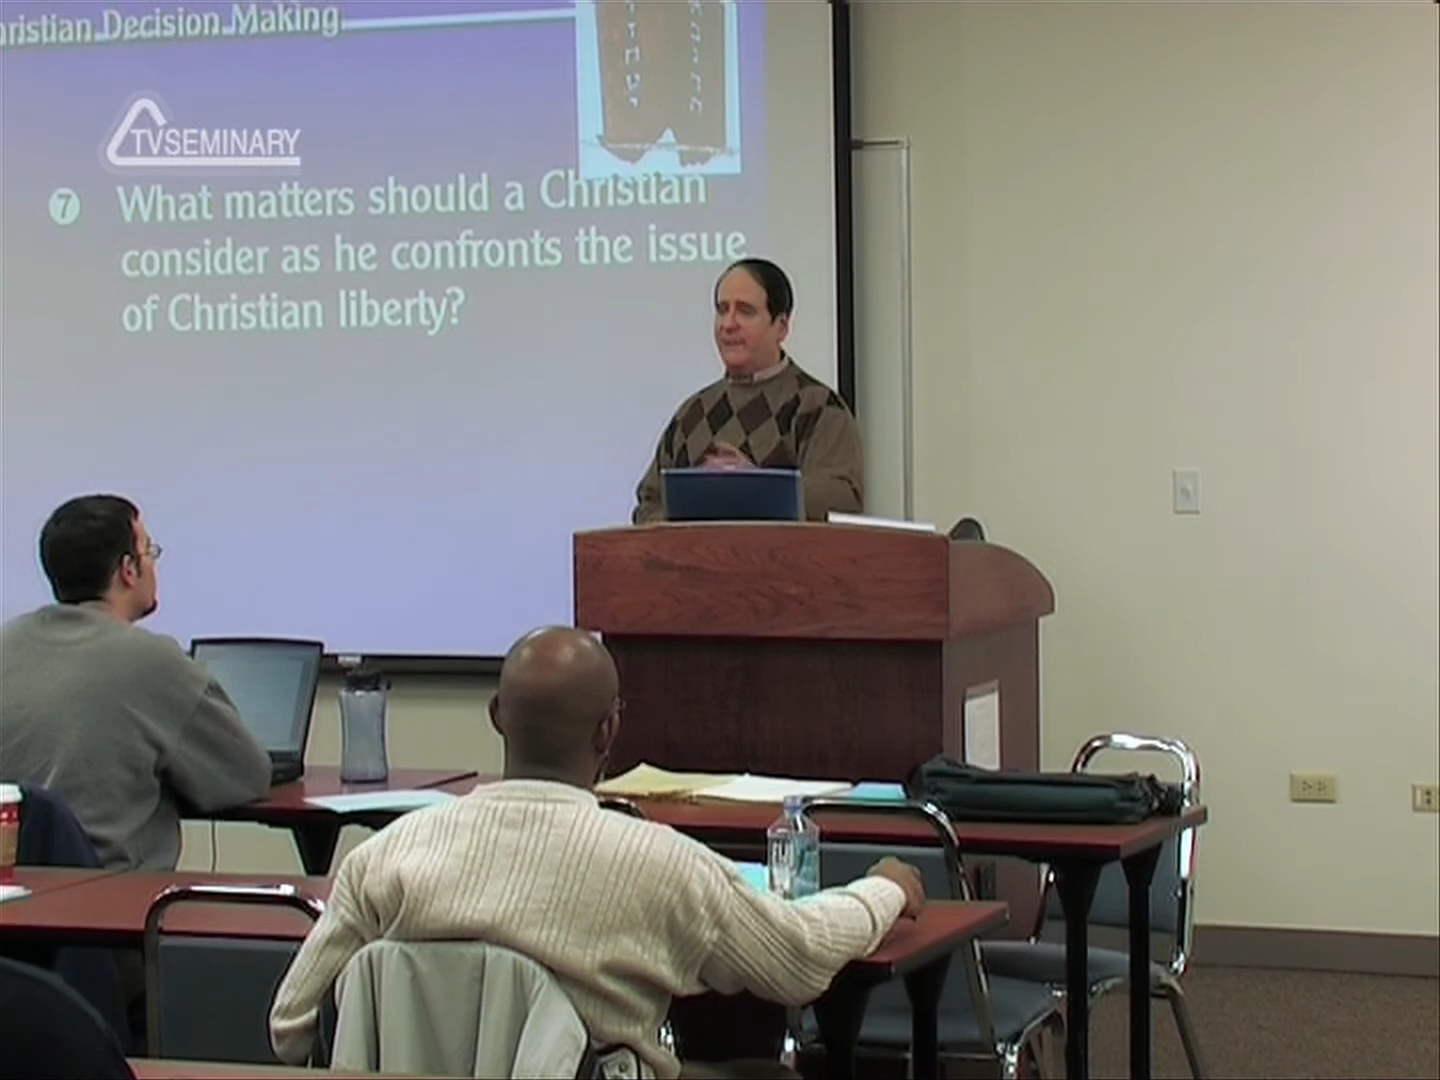 hristian Decision Making
TVSEMINARY
7 What matters should a Christian
consider as he confronts the issue
of Christian liberty?